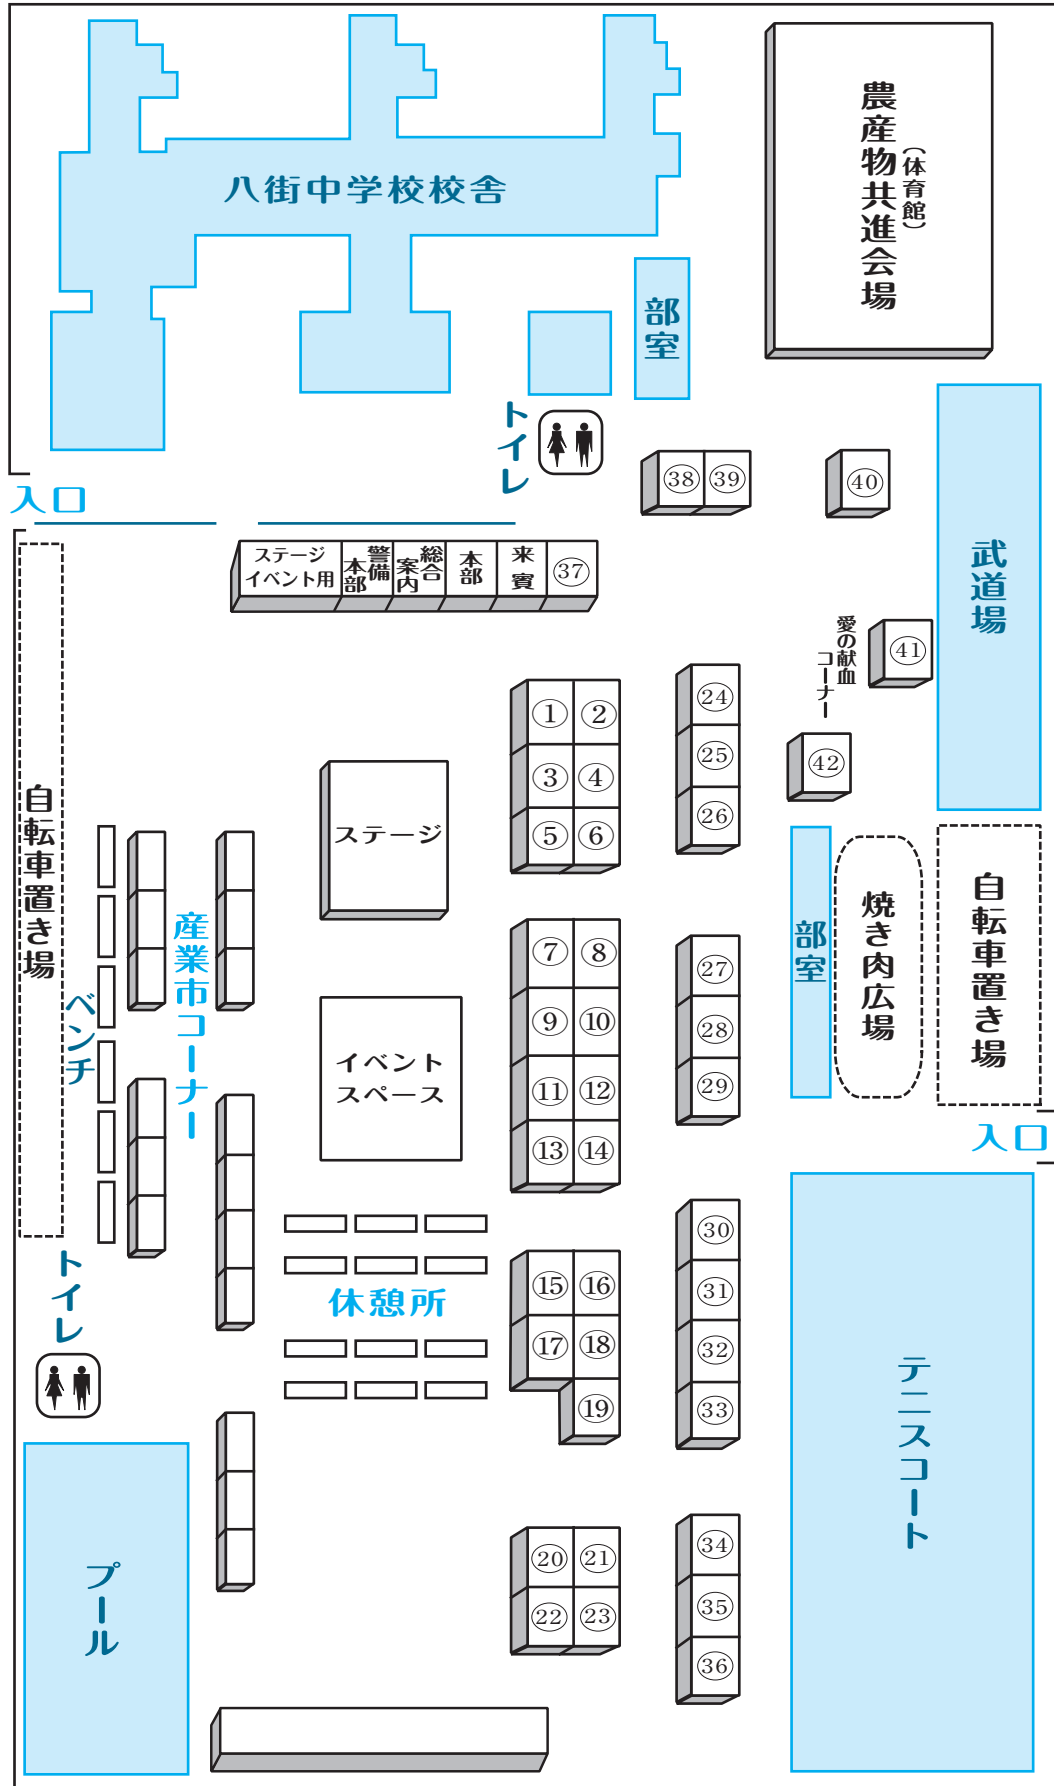 八街中学校校舎
農産物共進会場
（体育館）
部室
トイレ
入口
㊳
㊴
㊵
ステージ
イベント用
警備
本部
総合
案内
本部
来賓
㊲
武道場
愛の献血
コーナー
㊶
㊷
①
②
③
④
⑤
⑥
㉔
㉕
㉖
ステージ
自転車置き場
ベンチ
産業市コーナー
イベント
スペース
⑦
⑧
⑨
⑩
⑪
⑫
⑬
⑭
㉗
㉘
㉙
部室
焼き肉広場
自転車置き場
入口
トイレ
休憩所
⑮
⑯
⑰
⑱
⑲
㉚
㉛
㉜
㉝
テニスコート
プール
⑳
㉑
㉒
㉓
㉞
㉟
㊱